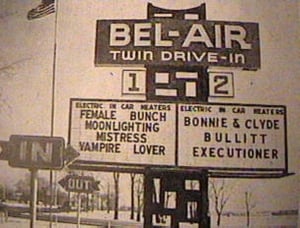 BEL-AIR
TWIN DRIVE-IN
1 2
ELECTRIC IN CAR HEATERS
FEMALE BUNCH
MOONLIGHTING
MISTRESS
VAMPIRE LOVER
ELECTRIC IN CAR HEATERS
BONNIE & CLYDE
BULLITT
EXECUTIONER
IN
OUT